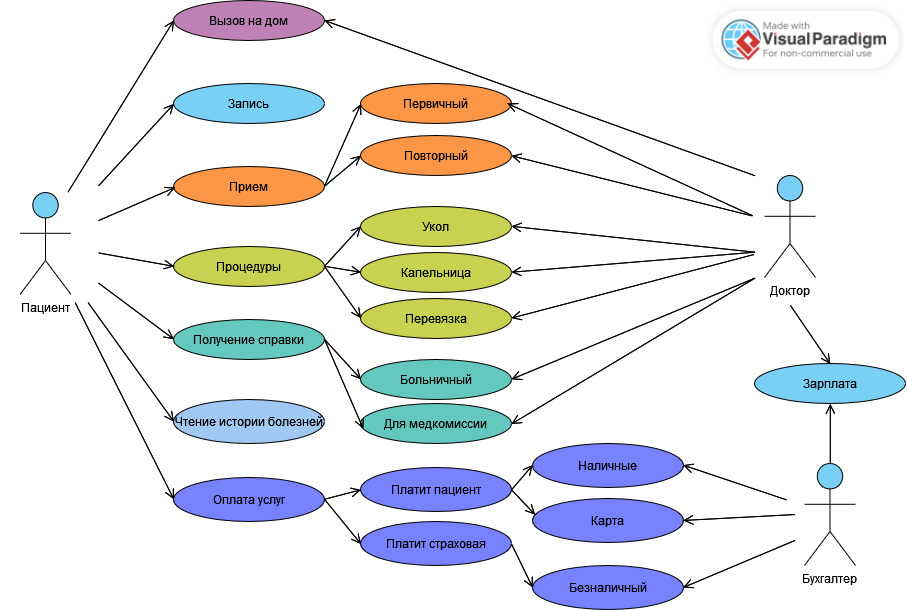 Вызов на дом
Made with
VisualParadigm
For non-commercial use
Запись
Первичный
Повторный
Прием
Укол
Процедуры
Капельница
Доктор
Пациент
Перевязка
Получение справки
Больничный
Зарплата
Чтение истории болезней
Для медкомиссии
Наличные
Платит пациент
Оплата услуг
Карта
Платит страховая
Бухгалтер
Безналичный